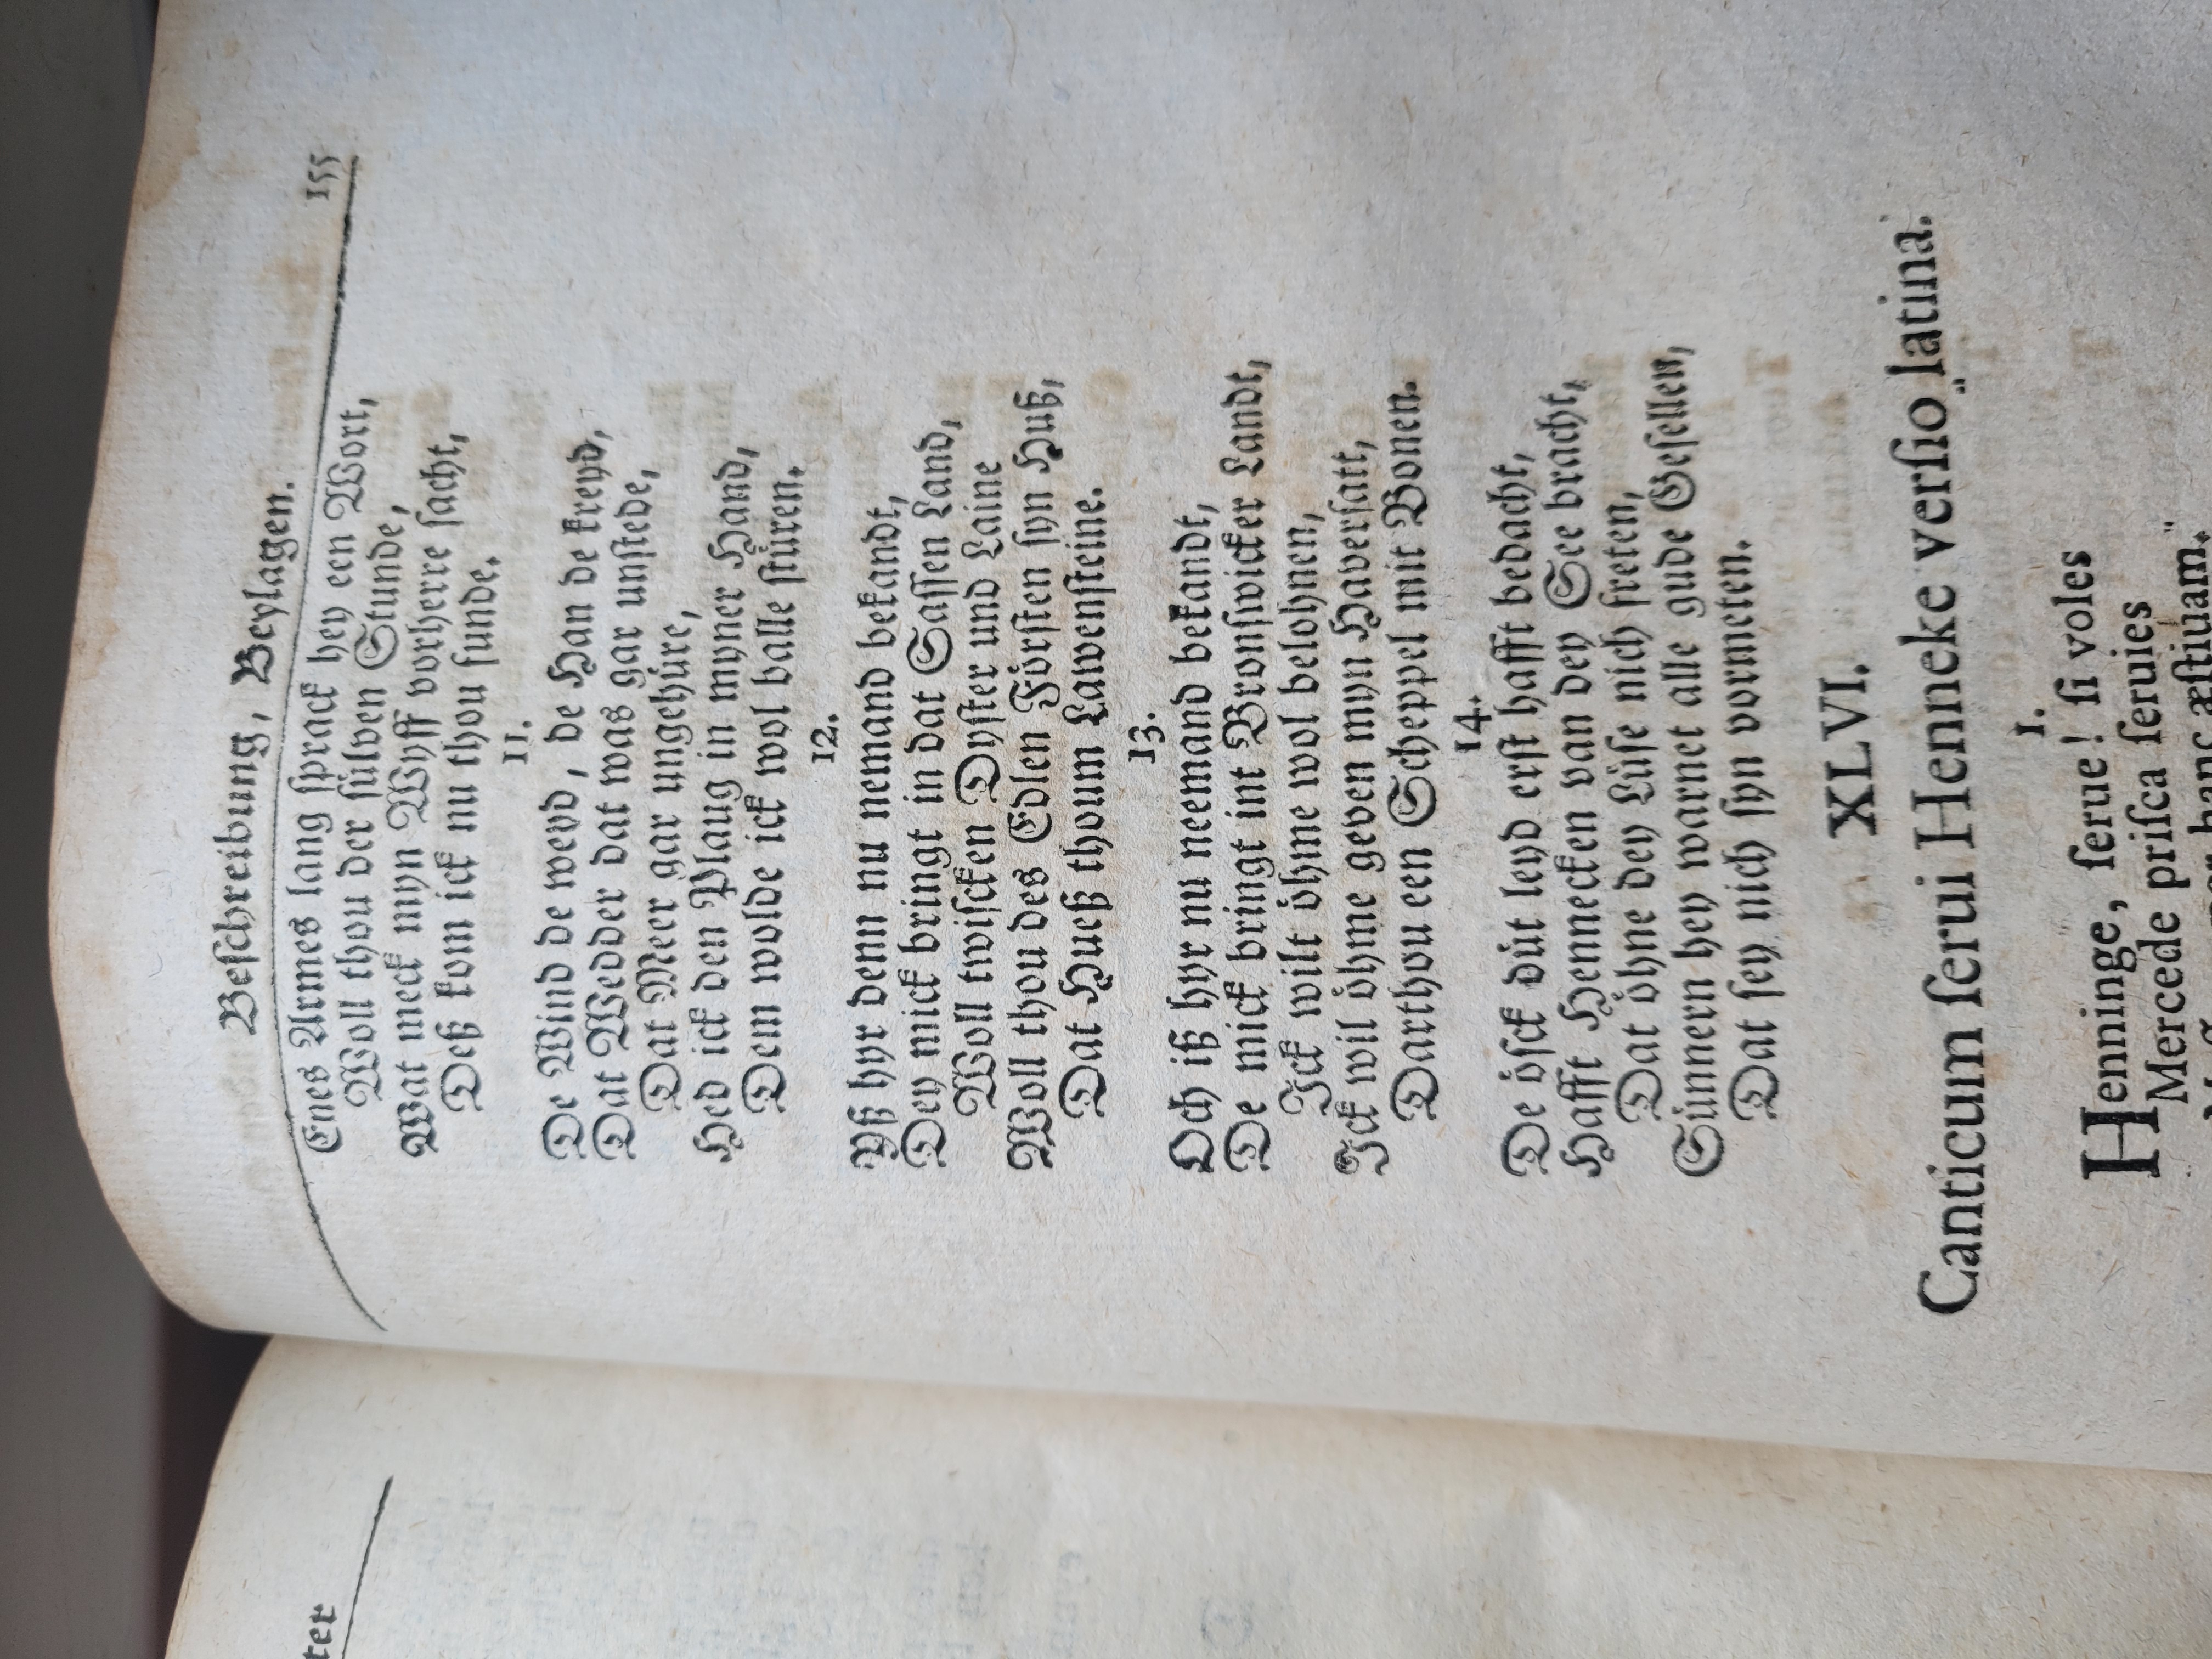 ter
Beschreibung, Beylagen. 155
Enes Armes lang sprack hey een Wort,
Woll thou der sülven Stunde,
Wat meck myn Wyff vorherre sacht,
Deß kom ick nu thou funde.
11.
De Wind de weyd, de Han de kreyd,
Dat Wedder dat was gar unstede,
Dat Meer gar ungehüre,
Hed ick den Plaug in myner Hand,
Dem wolde ick wol balle stüren.
12.
Yß hyr denn nu nemand bekandt,
Dey mick bringt in dat Sassen Land,
Woll twiscken Dyster und Laine
Woll thou des Edlen Försten syn Huß,
Dat Hueß thoum Lawensteine.
13.
Och iß hyr nu neemand bekandt,
De mick bringt int Bronswicker Landt,
Ick wilt öhme wol belohnen,
Ick wil öhme geven myn Haversatt,
Darthou een Scheppel mit Bonen.
14.
De ösck düt leyd erst hafft bedacht,
Hafft Hennecken van dey See bracht,
Dat öhne dey Lüse nich freten,
Günnern hey warnet alle gude Gesellen,
Dat sey nich syn vormeten.
XLVI.
Canticum ſerui Henneke verſio latina.
1.
Henninge, ſerue! ſi voles
Mercede priſca ſeruies
hanc æſtiuam.